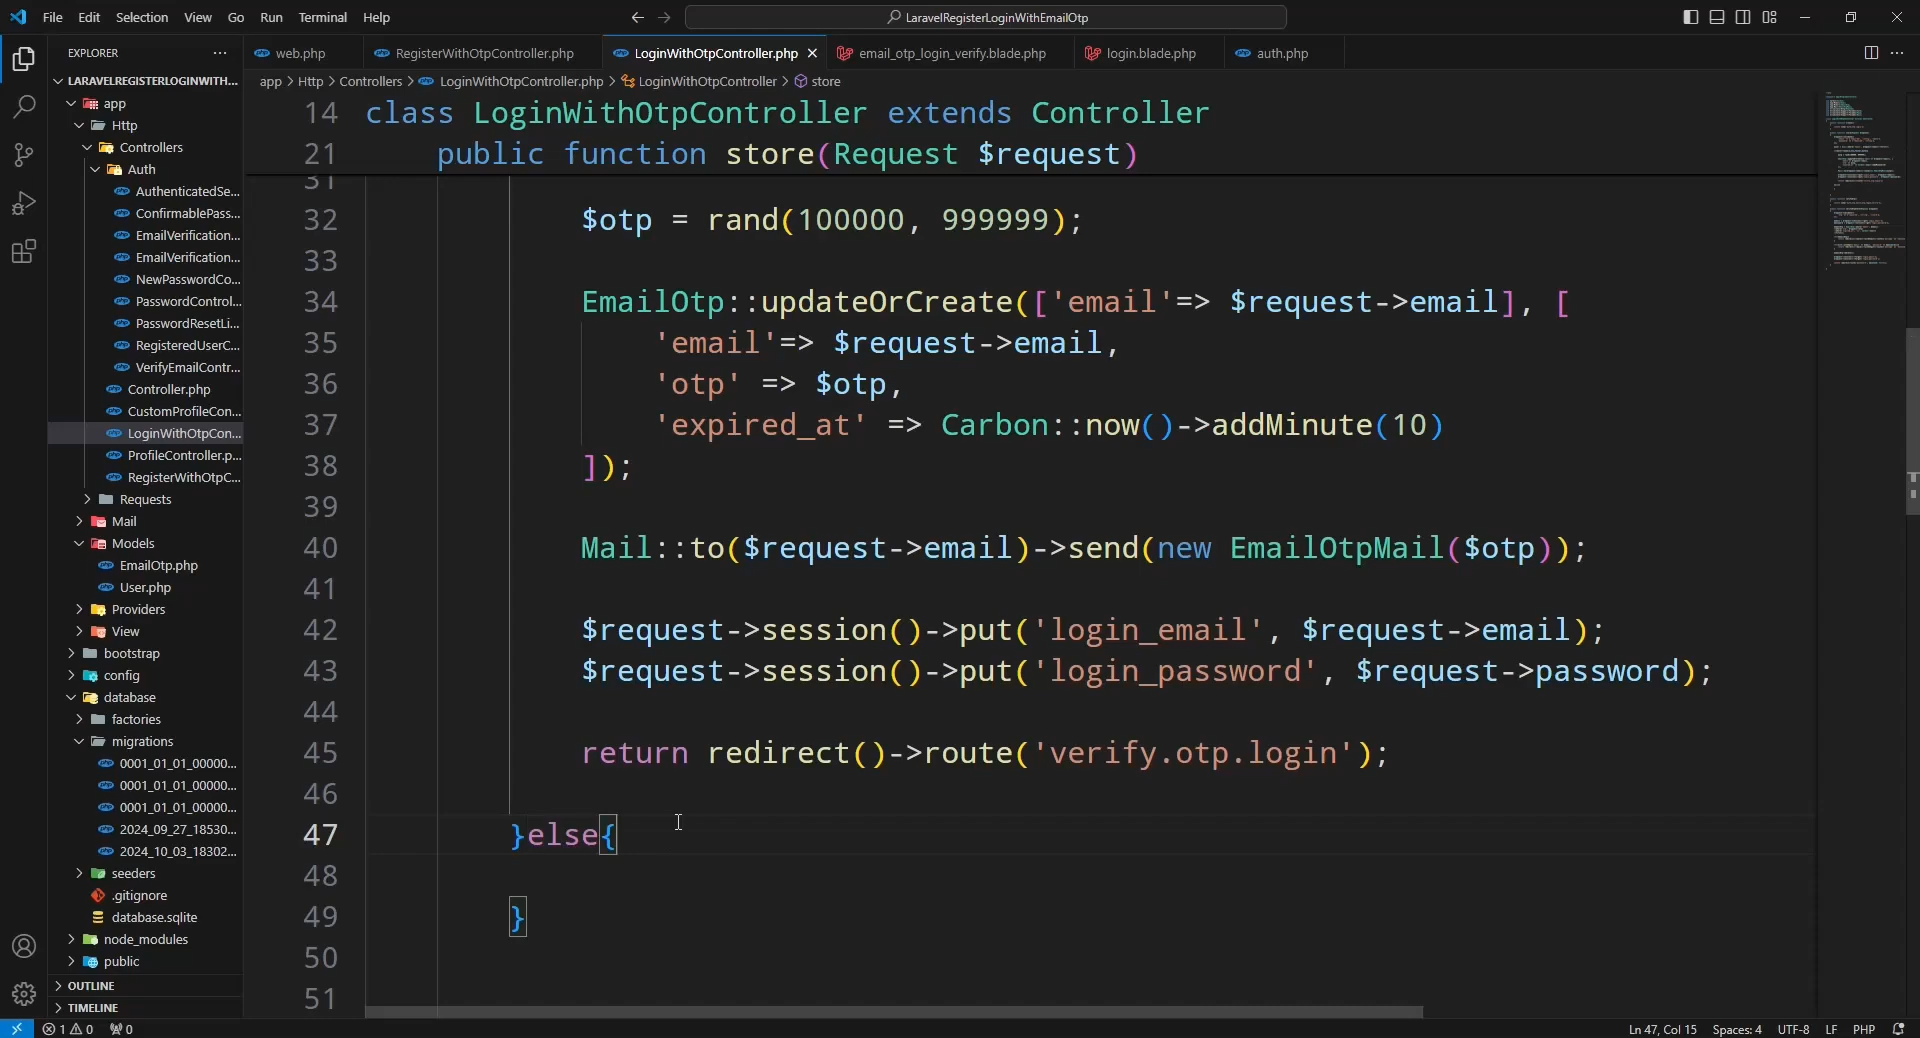 File Edit Selection View Go Run Terminal Help
LaravelRegisterLoginWithEmailOtp
EXPLORER
web.php
RegisterWithOtpController.php
LoginWithOtpController.php
email_otp_login_verify.blade.php
login.blade.php
auth.php
LARAVELREGISTERLOGINWITH...
app > Http > Controllers > LoginWithOtpController.php > LoginWithOtpController > store
app
Http
Controllers
Auth
AuthenticatedSe...
ConfirmablePass...
EmailVerification...
EmailVerification...
NewPasswordCo...
PasswordControl...
PasswordResetLi...
RegisteredUserC...
VerifyEmailContr...
Controller.php
CustomProfileCon...
LoginWithOtpCon...
ProfileController.p...
RegisterWithOtpC...
Requests
Mail
Models
EmailOtp.php
User.php
Providers
View
bootstrap
config
database
factories
migrations
0001_01_01_00000...
0001_01_01_00000...
0001_01_01_00000...
2024_09_27_18530...
2024_10_03_18302...
seeders
.gitignore
database.sqlite
node_modules
public
OUTLINE
TIMELINE
14 class LoginWithOtpController extends Controller
21 public function store(Request $request)
31
32 $otp = rand(100000, 999999);
33
34 EmailOtp::updateOrCreate(['email'=> $request->email], [
35 'email'=> $request->email,
36 'otp' => $otp,
37 'expired_at' => Carbon::now()->addMinute(10)
38 ]);
39
40 Mail::to($request->email)->send(new EmailOtpMail($otp));
41
42 $request->session()->put('login_email', $request->email);
43 $request->session()->put('login_password', $request->password);
44
45 return redirect()->route('verify.otp.login');
46
47 }else{
48
49 }
50
51
1 0 0
Ln 47, Col 15 Spaces: 4 UTF-8 LF PHP